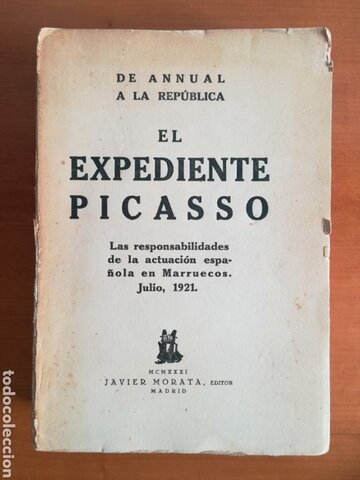 DE ANNUAL
A LA REPÚBLICA
EL
EXPEDIENTE
PICASSO
Las responsabilidades
de la actuación espa-
ñola en Marruecos.
Julio, 1921.
MCMXXXI
JAVIER MORATA, EDITOR
MADRID
todocoleccion